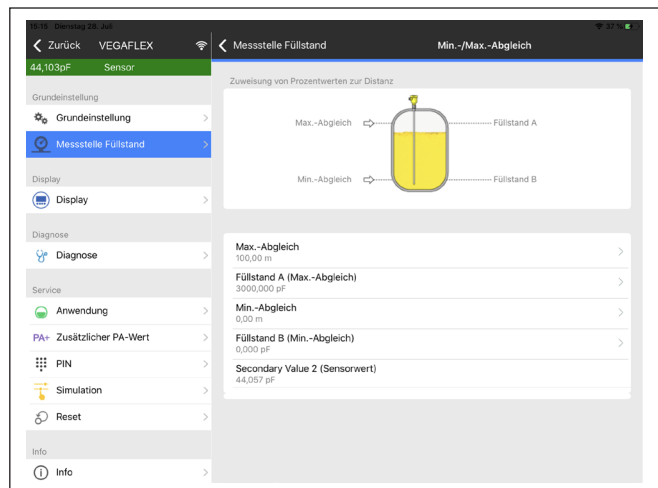 15:15 Dienstag 28. Juli
37 %
Zurück VEGAFLEX
Messstelle Füllstand
Min.-/Max.-Abgleich
44,103pF Sensor
Grundeinstellung
Grundeinstellung
Messstelle Füllstand
Display
Display
Diagnose
Diagnose
Service
Anwendung
PA+ Zusätzlicher PA-Wert
PIN
Simulation
Reset
Info
Info
Zuweisung von Prozentwerten zur Distanz
Max.-Abgleich
Füllstand A
Min.-Abgleich
Füllstand B
Max.-Abgleich
100,00 m
Füllstand A (Max.-Abgleich)
3000,000 pF
Min.-Abgleich
0,00 m
Füllstand B (Min.-Abgleich)
0,000 pF
Secondary Value 2 (Sensorwert)
44,057 pF